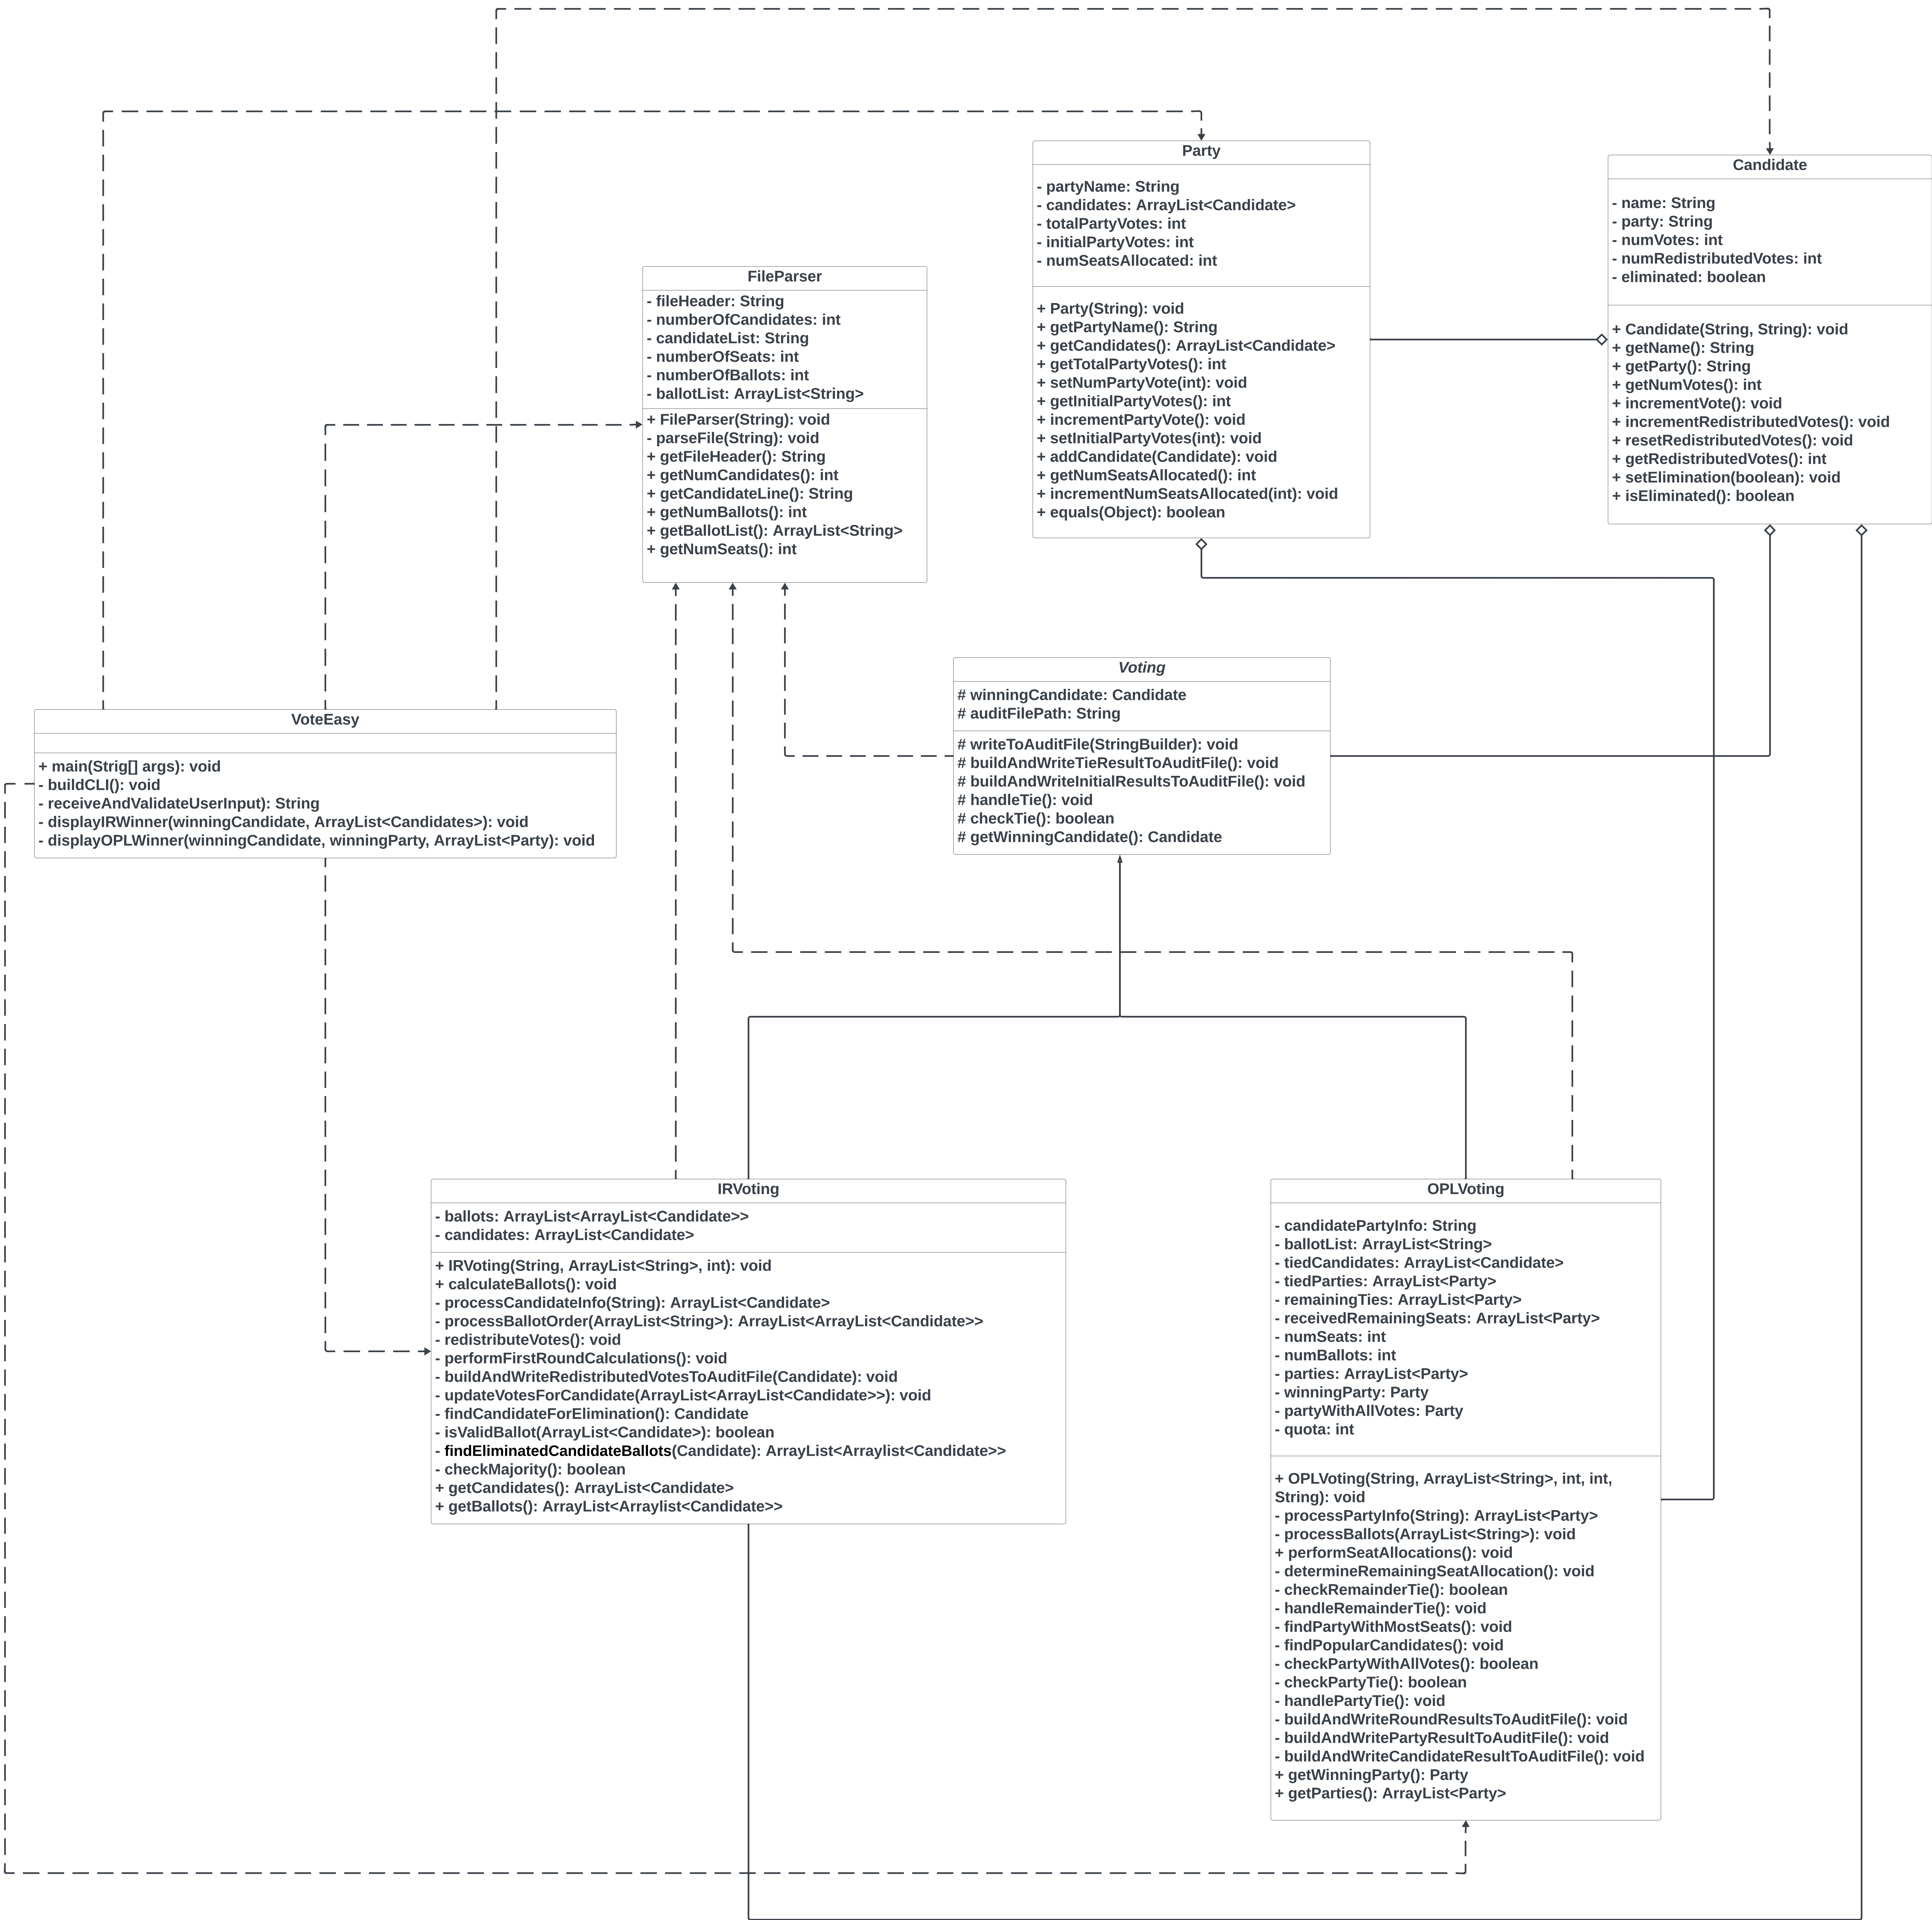 Party
- partyName: String
- candidates: ArrayList<Candidate>
- totalPartyVotes: int
- initialPartyVotes: int
- numSeatsAllocated: int
+ Party(String): void
+ getPartyName(): String
+ getCandidates(): ArrayList<Candidate>
+ getTotalPartyVotes(): int
+ setNumPartyVote(int): void
+ getInitialPartyVotes(): int
+ incrementPartyVote(): void
+ setInitialPartyVotes(int): void
+ addCandidate(Candidate): void
+ getNumSeatsAllocated(): int
+ incrementNumSeatsAllocated(int): void
+ equals(Object): boolean
Candidate
- name: String
- party: String
- numVotes: int
- numRedistributedVotes: int
- eliminated: boolean
+ Candidate(String, String): void
+ getName(): String
+ getParty(): String
+ getNumVotes(): int
+ incrementVote(): void
+ incrementRedistributedVotes(): void
+ resetRedistributedVotes(): void
+ getRedistributedVotes(): int
+ setElimination(boolean): void
+ isEliminated(): boolean
FileParser
- fileHeader: String
- numberOfCandidates: int
- candidateList: String
- numberOfSeats: int
- numberOfBallots: int
- ballotList: ArrayList<String>
+ FileParser(String): void
- parseFile(String): void
+ getFileHeader(): String
+ getNumCandidates(): int
+ getCandidateLine(): String
+ getNumBallots(): int
+ getBallotList(): ArrayList<String>
+ getNumSeats(): int
Voting
# winningCandidate: Candidate
# auditFilePath: String
# writeToAuditFile(StringBuilder): void
# buildAndWriteTieResultToAuditFile(): void
# buildAndWriteInitialResultsToAuditFile(): void
# handleTie(): void
# checkTie(): boolean
# getWinningCandidate(): Candidate
VoteEasy
+ main(Strig[] args): void
- buildCLI(): void
- receiveAndValidateUserInput): String
- displayIRWinner(winningCandidate, ArrayList<Candidates>): void
- displayOPLWinner(winningCandidate, winningParty, ArrayList<Party): void
IRVoting
- ballots: ArrayList<ArrayList<Candidate>>
- candidates: ArrayList<Candidate>
+ IRVoting(String, ArrayList<String>, int): void
+ calculateBallots(): void
- processCandidateInfo(String): ArrayList<Candidate>
- processBallotOrder(ArrayList<String>): ArrayList<ArrayList<Candidate>>
- redistributeVotes(): void
- performFirstRoundCalculations(): void
- buildAndWriteRedistributedVotesToAuditFile(Candidate): void
- updateVotesForCandidate(ArrayList<ArrayList<Candidate>>): void
- findCandidateForElimination(): Candidate
- isValidBallot(ArrayList<Candidate>): boolean
- findEliminatedCandidateBallots(Candidate): ArrayList<Arraylist<Candidate>>
- checkMajority(): boolean
+ getCandidates(): ArrayList<Candidate>
+ getBallots(): ArrayList<Arraylist<Candidate>>
OPLVoting
- candidatePartyInfo: String
- ballotList: ArrayList<String>
- tiedCandidates: ArrayList<Candidate>
- tiedParties: ArrayList<Party>
- remainingTies: ArrayList<Party>
- receivedRemainingSeats: ArrayList<Party>
- numSeats: int
- numBallots: int
- parties: ArrayList<Party>
- winningParty: Party
- partyWithAllVotes: Party
- quota: int
+ OPLVoting(String, ArrayList<String>, int, int,
String): void
- processPartyInfo(String): ArrayList<Party>
- processBallots(ArrayList<String>): void
+ performSeatAllocations(): void
- determineRemainingSeatAllocation(): void
- checkRemainderTie(): boolean
- handleRemainderTie(): void
- findPartyWithMostSeats(): void
- findPopularCandidates(): void
- checkPartyWithAllVotes(): boolean
- checkPartyTie(): boolean
- handlePartyTie(): void
- buildAndWriteRoundResultsToAuditFile(): void
- buildAndWritePartyResultToAuditFile(): void
- buildAndWriteCandidateResultToAuditFile(): void
+ getWinningParty(): Party
+ getParties(): ArrayList<Party>